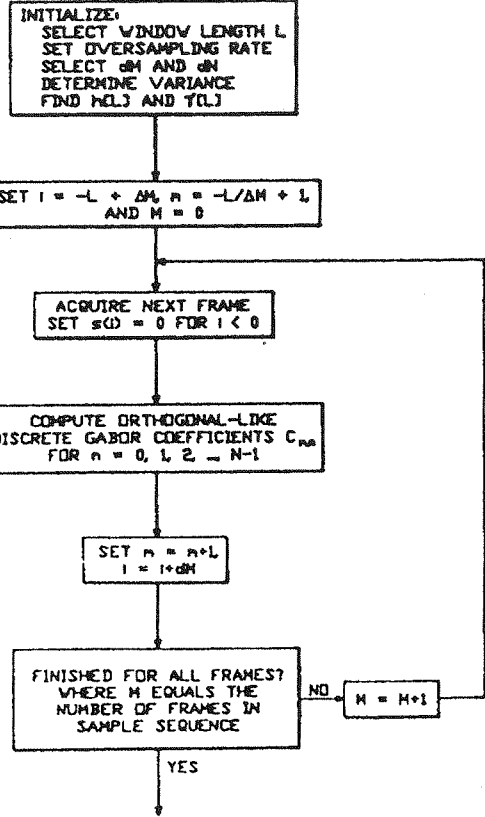 INITIALIZE:
SELECT WINDOW LENGTH L
SET OVERSAMPLING RATE
SELECT dM AND dN
DETERMINE VARIANCE
FIND h[L] AND γ[L]
SET i = -L + ΔM, m = -L/ΔM + 1,
AND M = 0
ACQUIRE NEXT FRAME
SET s(i) = 0 FOR i < 0
COMPUTE ORTHOGONAL-LIKE
DISCRETE GABOR COEFFICIENTS C
FOR n = 0, 1, 2, ... N-1
SET m = m+1,
i = i+dM
FINISHED FOR ALL FRAMES?
WHERE M EQUALS THE
NUMBER OF FRAMES IN
SAMPLE SEQUENCE
NO
M = M+1
YES